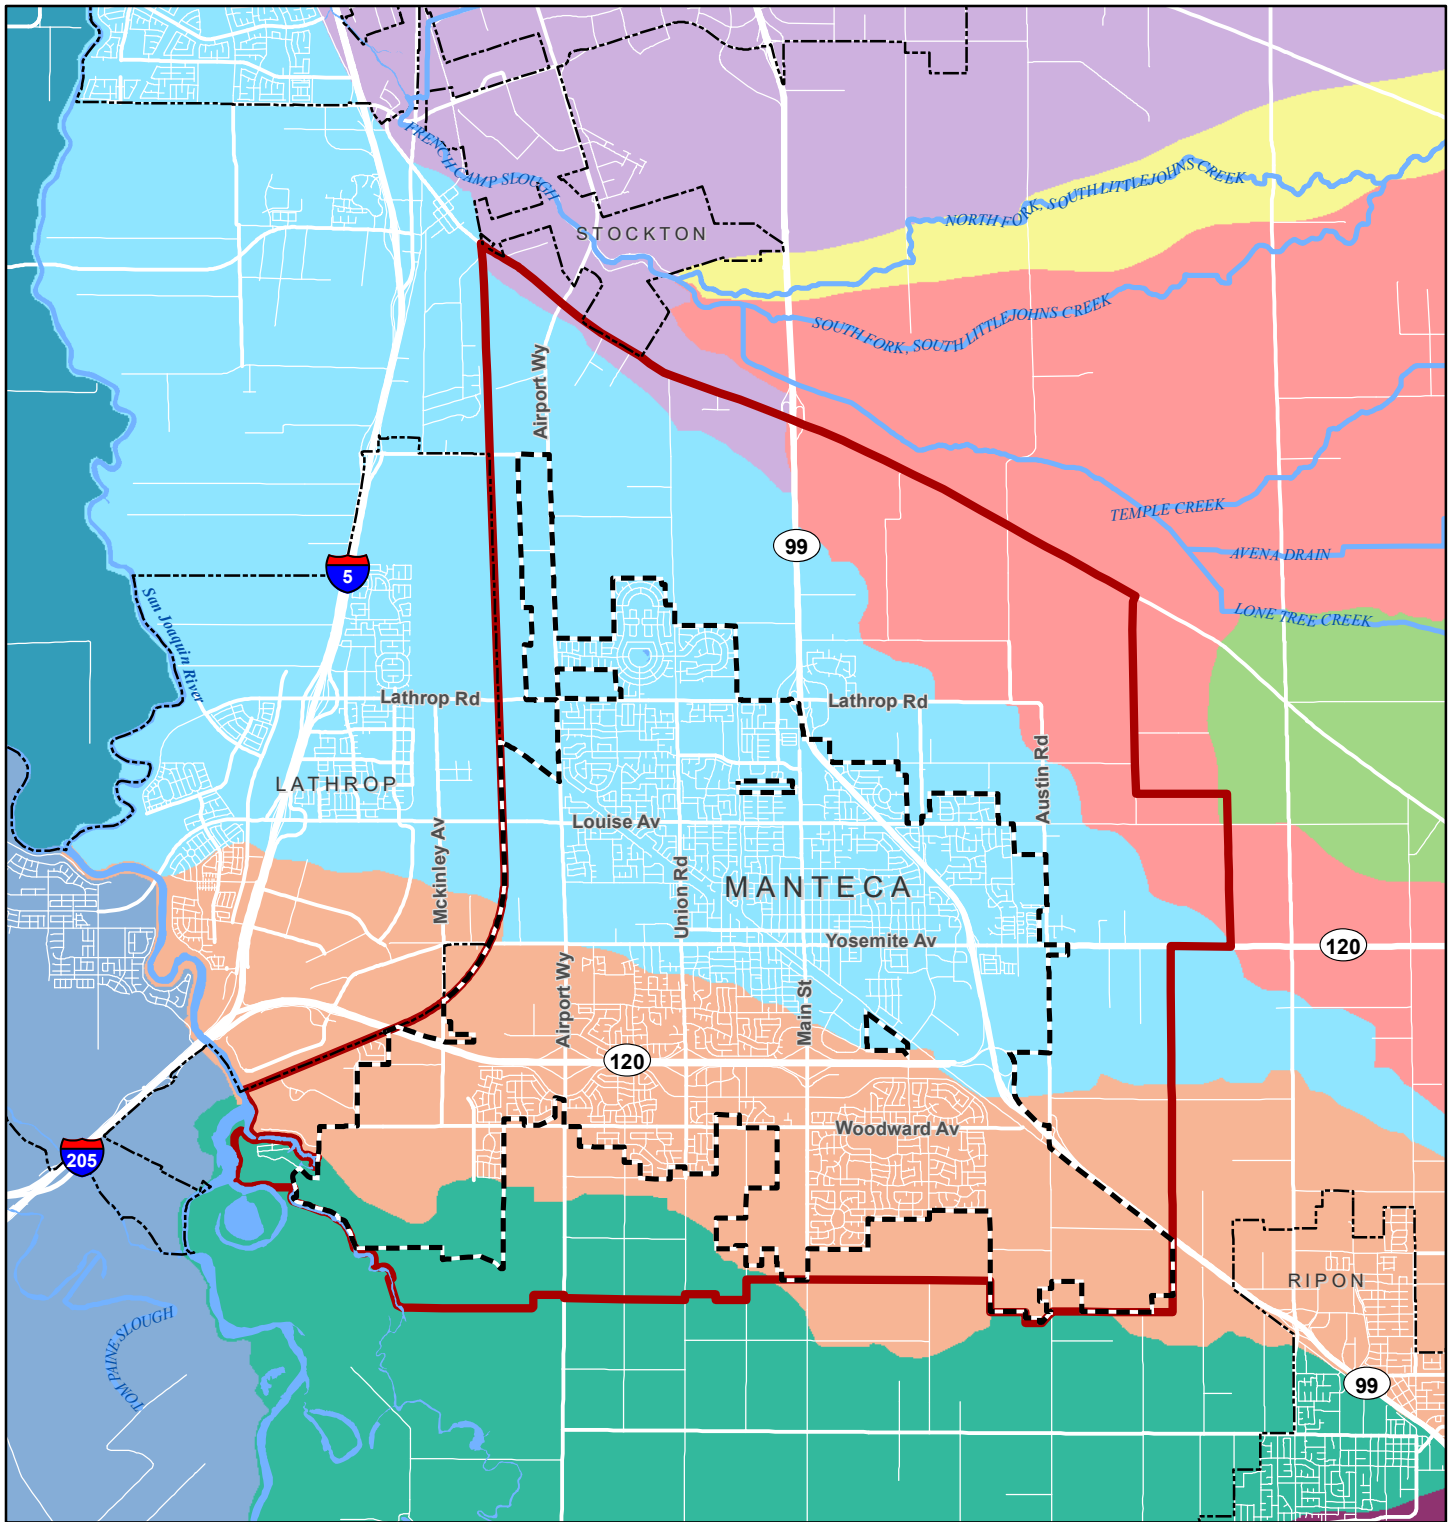 FRENCH CAMP SLOUGH
STOCKTON
NORTH FORK, SOUTH LITTLEJOHNS CREEK
SOUTH FORK, SOUTH LITTLEJOHNS CREEK
Airport Wy
TEMPLE CREEK
99
AVENA DRAIN
5
LONE TREE CREEK
San Joaquin River
Lathrop Rd
Lathrop Rd
LATHROP
Austin Rd
Louise Av
Mckinley Av
Union Rd
MANTECA
Yosemite Av
120
Airport Wy
Main St
120
Woodward Av
205
RIPON
TOM PAINE SLOUGH
99